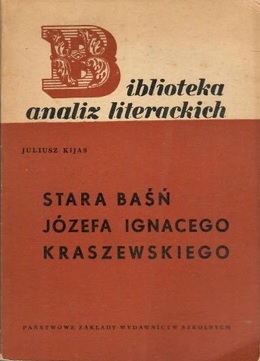 Biblioteka
analiz literackich
JULIUSZ KIJAS
STARA BAŚŃ
JÓZEFA IGNACEGO
KRASZEWSKIEGO
PAŃSTWOWE ZAKŁADY WYDAWNICTW SZKOLNYCH